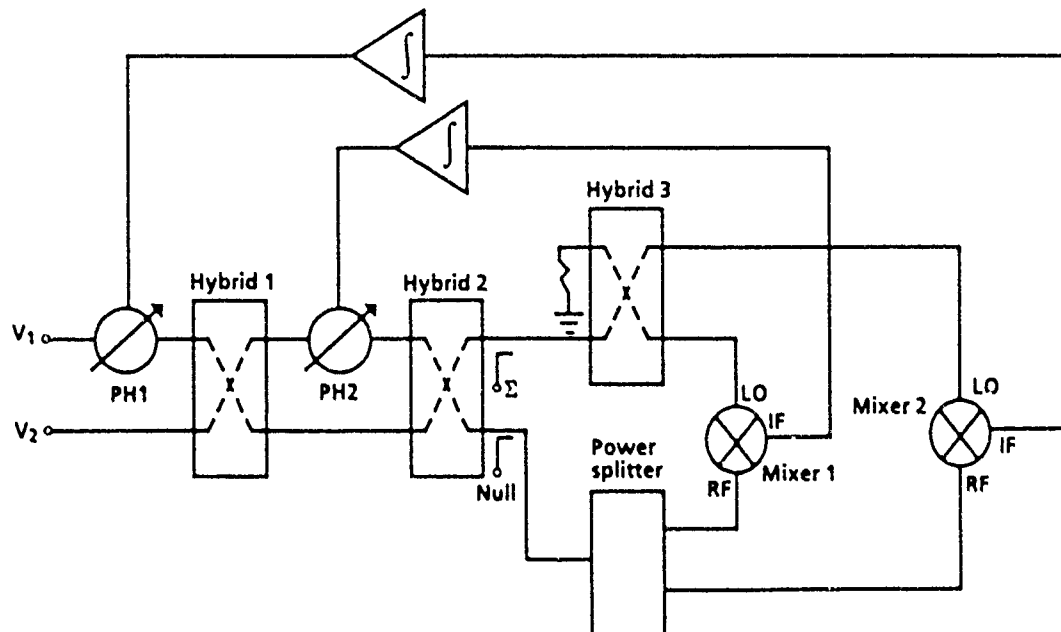 ∫
∫
Hybrid 3
X
Hybrid 1
Hybrid 2
V1
PH1
X
PH2
X
Σ
V2
Null
Power
splitter
LO
IF
RF
Mixer 1
Mixer 2
LO
IF
RF